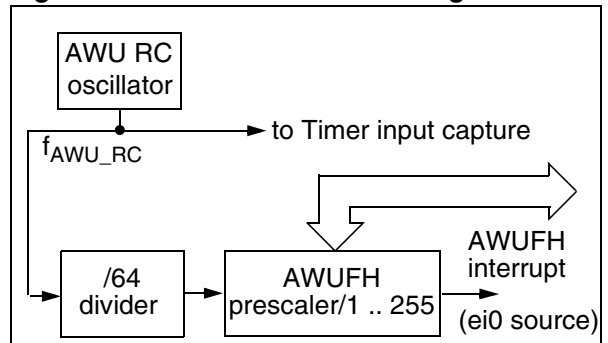 AWU RC
oscillator
to Timer input capture
fAWU_RC
AWUFH
interrupt
/64
divider
AWUFH
prescaler/1 .. 255
(ei0 source)